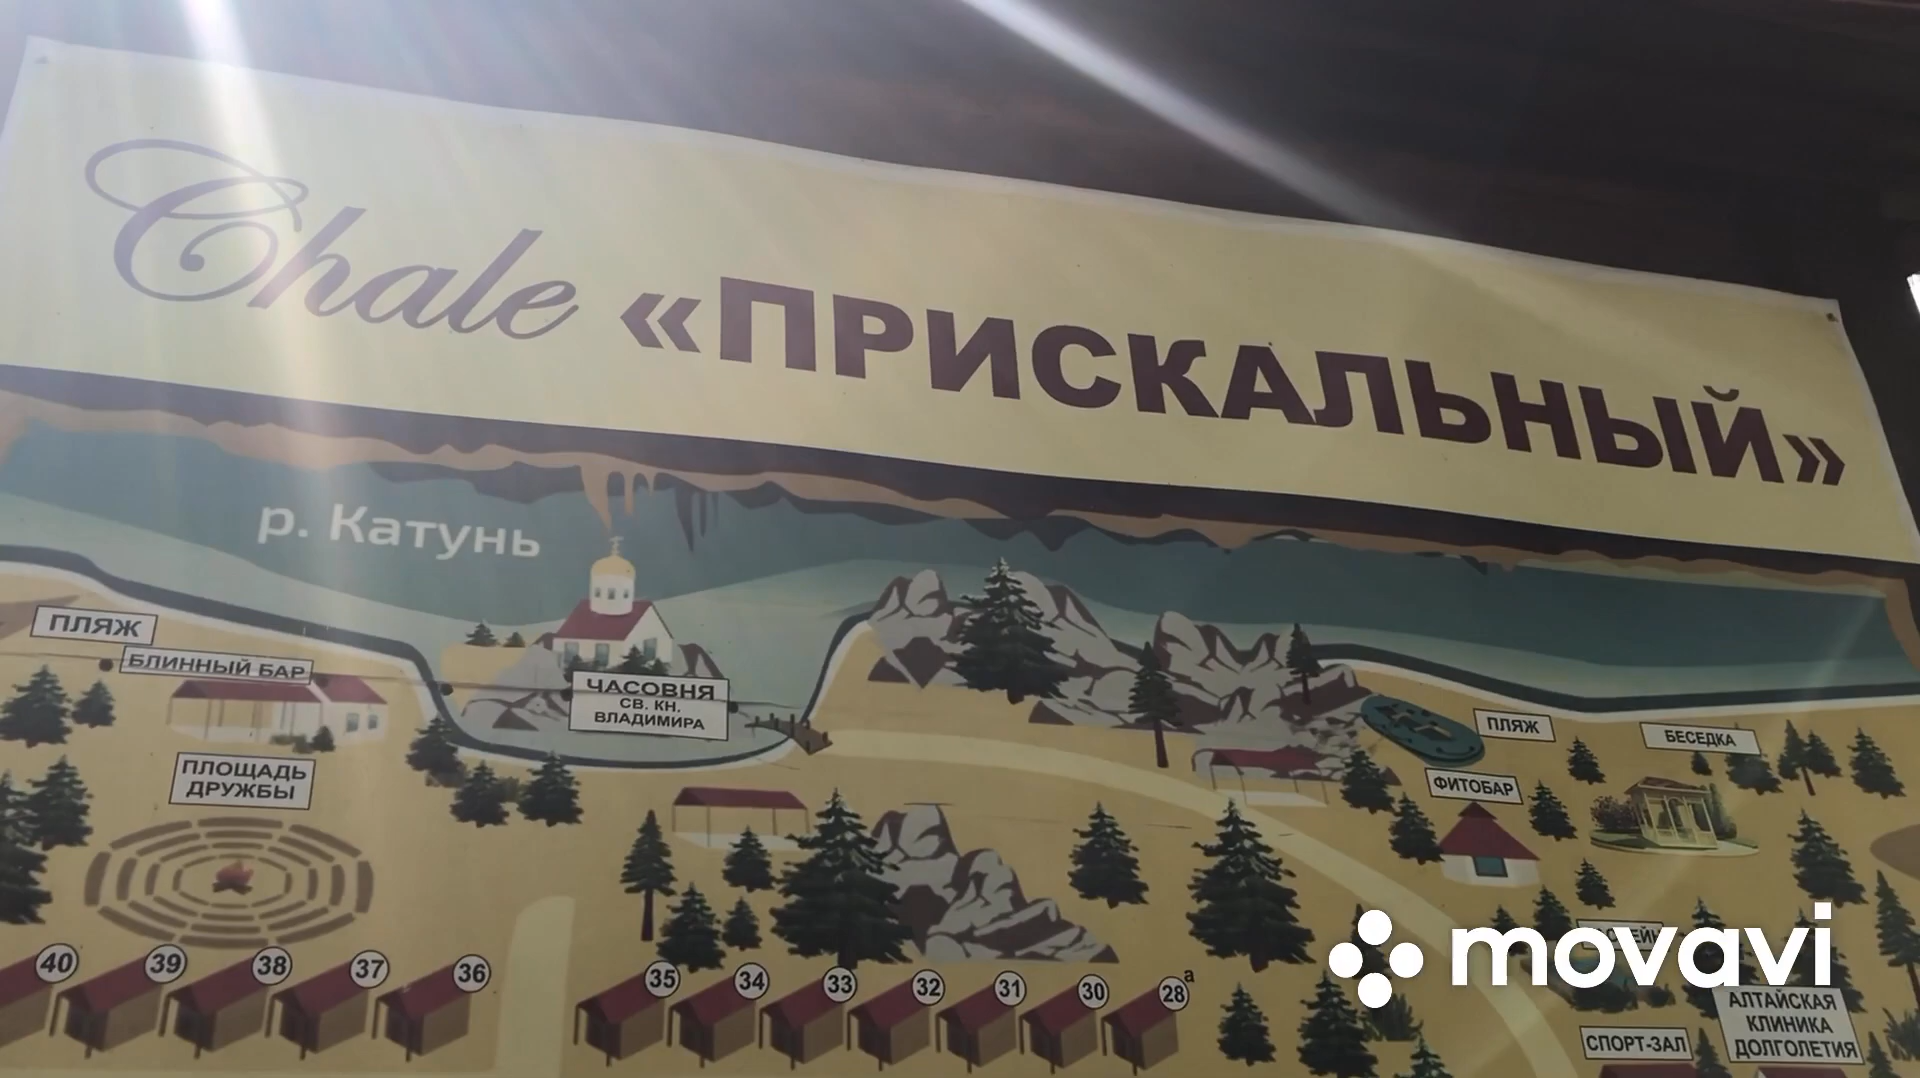 Chale «ПРИСКАЛЬНЫЙ»
р. Катунь
ПЛЯЖ
БЛИННЫЙ БАР
ЧАСОВНЯ
СВ. КН.
ВЛАДИМИРА
ПЛЯЖ
БЕСЕДКА
ПЛОЩАДЬ
ДРУЖБЫ
ФИТОБАР
movavi
40 39 38 37 36 35 34 33 32 31 30 28а
АЛТАЙСКАЯ
КЛИНИКА
ДОЛГОЛЕТИЯ
СПОРТ-ЗАЛ